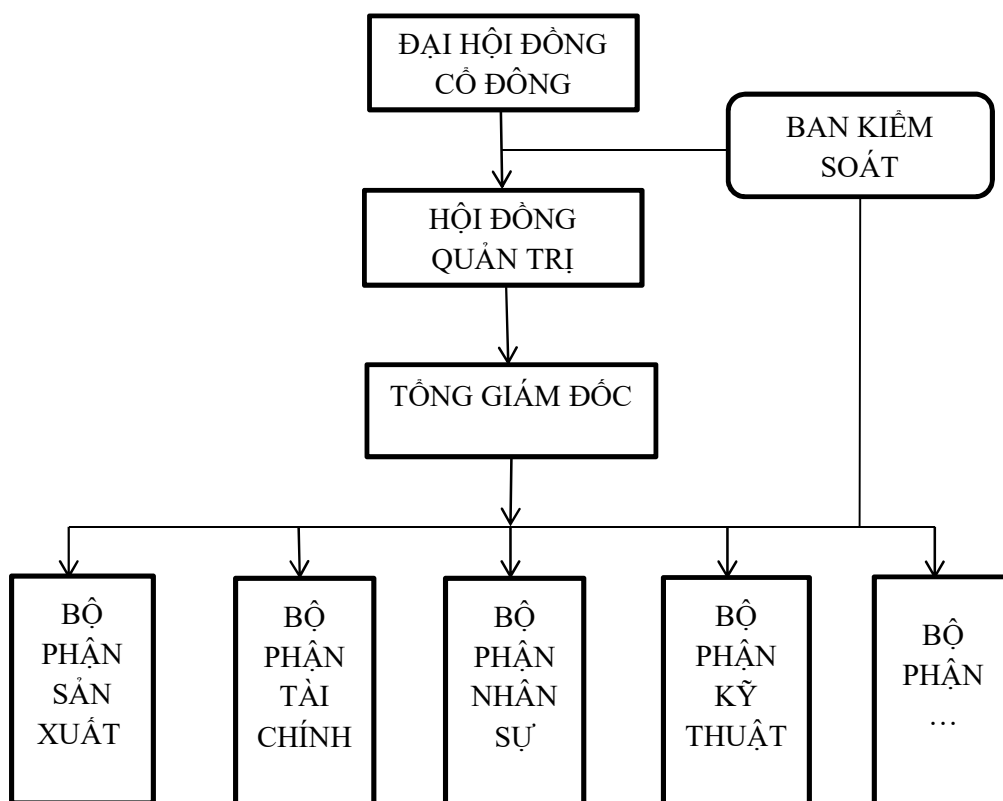 ĐẠI HỘI ĐỒNG
CỔ ĐÔNG
BAN KIỂM
SOÁT
HỘI ĐỒNG
QUẢN TRỊ
TỔNG GIÁM ĐỐC
BỘ
PHẬN
SẢN
XUẤT
BỘ
PHẬN
TÀI
CHÍNH
BỘ
PHẬN
NHÂN
SỰ
BỘ
PHẬN
KỸ
THUẬT
BỘ
PHẬN
…